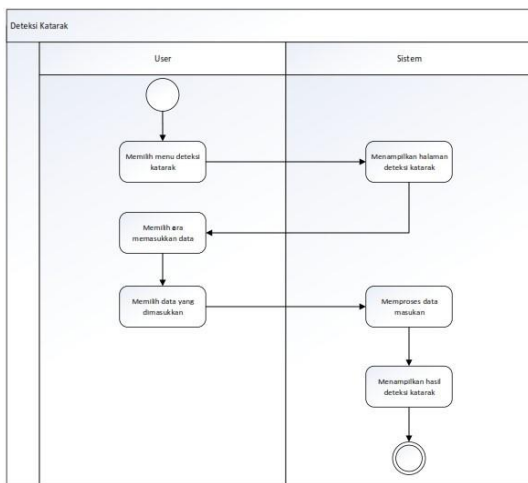 Deteksi Katarak
User
Sistem
Memilih menu deteksi
katarak
Menampilkan halaman
deteksi katarak
Memilih
memasukkan data
Memilih data yang
dimasukkan
Memproses data
masukan
Menampilkan hasil
deteksi katarak